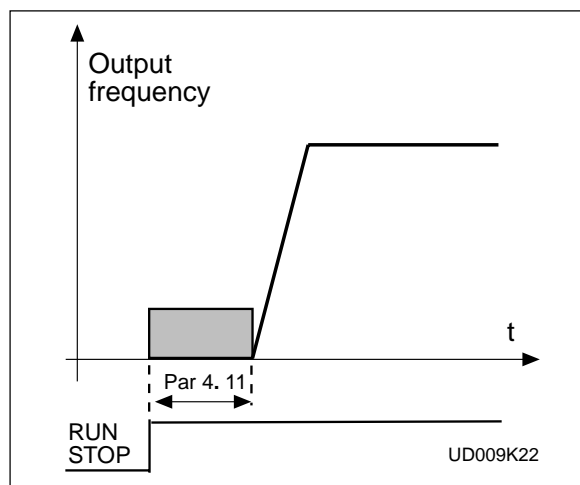 Output
frequency
t
Par 4. 11
RUN
STOP
UD009K22